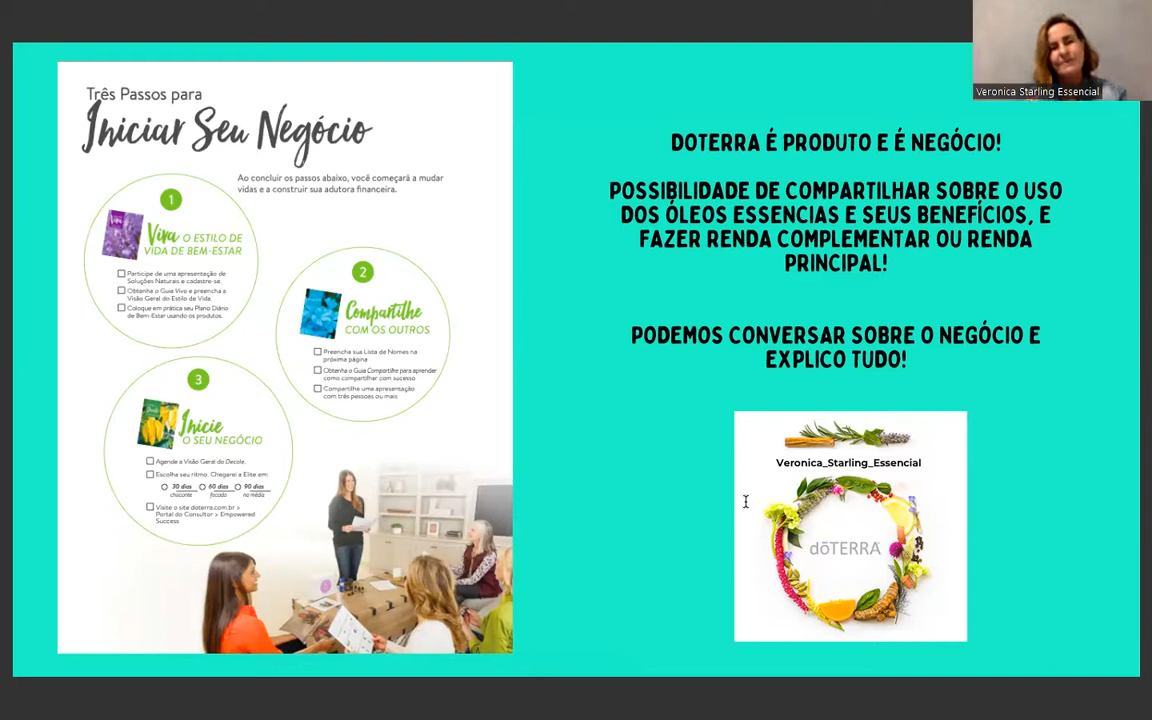 Veronica Starling Essencial
Três Passos para
Iniciar Seu Negócio
Ao concluir os passos abaixo, você começará a mudar
vidas e a construir sua adutora financeira.
1
Viva O ESTILO DE
VIDA DE BEM-ESTAR
Participe de uma apresentação de
Soluções Naturais e cadastre-se.
Obtenha o Guia Vivo e preencha a
Visão Geral do Estilo de Vida.
Coloque em prática seu Plano Diário
de Bem-Estar usando os produtos.
2
Compartilhe
COM OS OUTROS
Preencha sua Lista de Nomes na
próxima página
Obtenha o Guia Compartilhe para aprender
como compartilhar com sucesso
Compartilhe uma apresentação
com três pessoas ou mais
3
Inicie
O SEU NEGÓCIO
Agende a Visão Geral do Decole.
Escolha seu ritmo. Chegarei a Elite em:
30 dias 60 dias 90 dias
chocante focado na média
Visite o site doterra.com.br >
Portal do Consultor > Empowered
Success
DOTERRA É PRODUTO E É NEGÓCIO!
POSSIBILIDADE DE COMPARTILHAR SOBRE O USO
DOS ÓLEOS ESSENCIAS E SEUS BENEFÍCIOS, E
FAZER RENDA COMPLEMENTAR OU RENDA
PRINCIPAL!
PODEMOS CONVERSAR SOBRE O NEGÓCIO E
EXPLICO TUDO!
Veronica_Starling_Essencial
dōTERRA